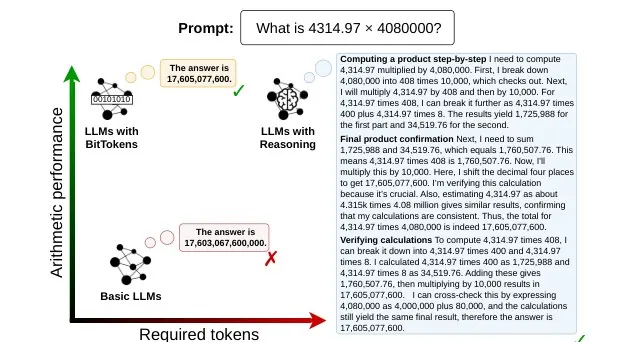 Prompt: What is 4314.97 × 4080000?
The answer is
17,605,077,600.
✓
00101010
LLMs with
BitTokens
LLMs with
Reasoning
Computing a product step-by-step I need to compute
4,314.97 multiplied by 4,080,000. First, I break down
4,080,000 into 408 times 10,000, which checks out. Next,
I will multiply 4,314.97 by 408 and then by 10,000. For
4,314.97 times 408, I can break it further as 4,314.97 times
400 plus 4,314.97 times 8. The results yield 1,725,988 for
the first part and 34,519.76 for the second.
Final product confirmation Next, I need to sum
1,725,988 and 34,519.76, which equals 1,760,507.76. This
means 4,314.97 times 408 is 1,760,507.76. Now, I'll
multiply this by 10,000. Here, I shift the decimal four places
to get 17,605,077,600. I'm verifying this calculation
because it's crucial. Also, estimating 4,314.97 as about
4.315k times 4.08 million gives similar results, confirming
that my calculations are consistent. Thus, the total for
4,314.97 times 4,080,000 is indeed 17,605,077,600.
Verifying calculations To compute 4,314.97 times 408, I
can break it down into 4,314.97 times 400 and 4,314.97
times 8. I calculated 4,314.97 times 400 as 1,725,988 and
4,314.97 times 8 as 34,519.76. Adding these gives
1,760,507.76, then multiplying by 10,000 results in
17,605,077,600. I can cross-check this by expressing
4,080,000 as 4,000,000 plus 80,000, and the calculations
still yield the same final result, therefore the answer is
17,605,077,600.
The answer is
17,603,067,600,000.
✗
Basic LLMs
Arithmetic performance
Required tokens